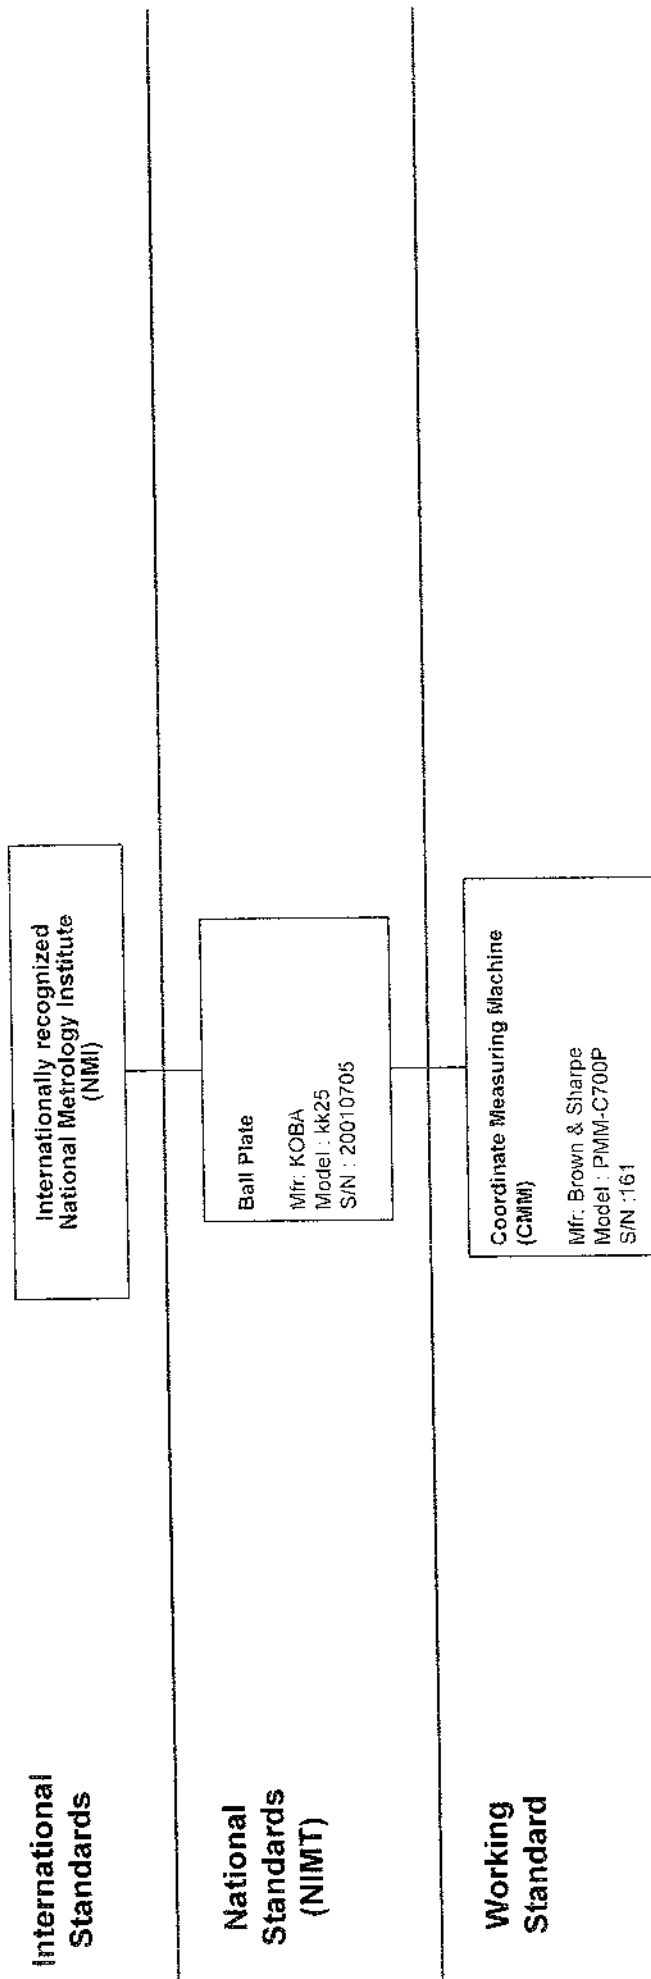 International
Standards
Internationally recognized
National Metrology Institute
(NMI)
National
Standards
(NIMT)
Ball Plate
Mfr: KOBA
Model : kk25
S/N : 20010705
Working
Standard
Coordinate Measuring Machine
(CMM)
Mfr: Brown & Sharpe
Model : PMM-C700P
S/N :161